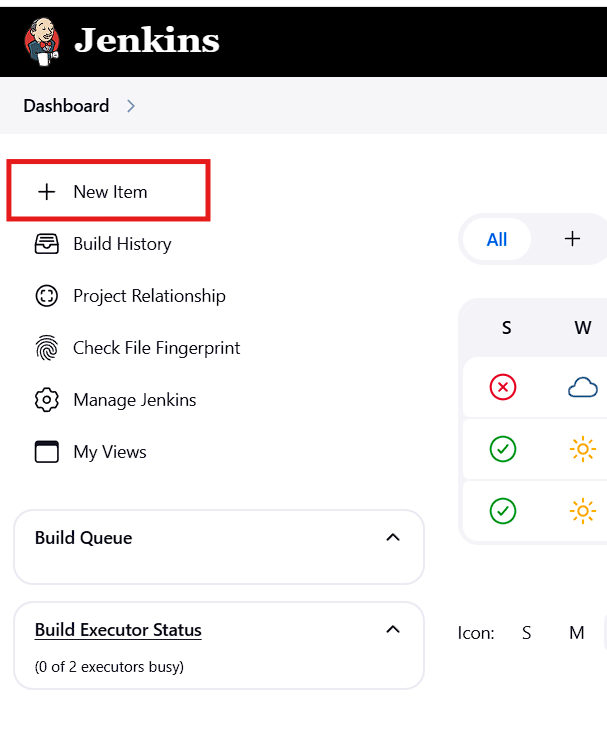 Jenkins
Dashboard
New Item
Build History
Project Relationship
Check File Fingerprint
Manage Jenkins
My Views
Build Queue
Build Executor Status
(0 of 2 executors busy)
All +
S W
Icon: S M